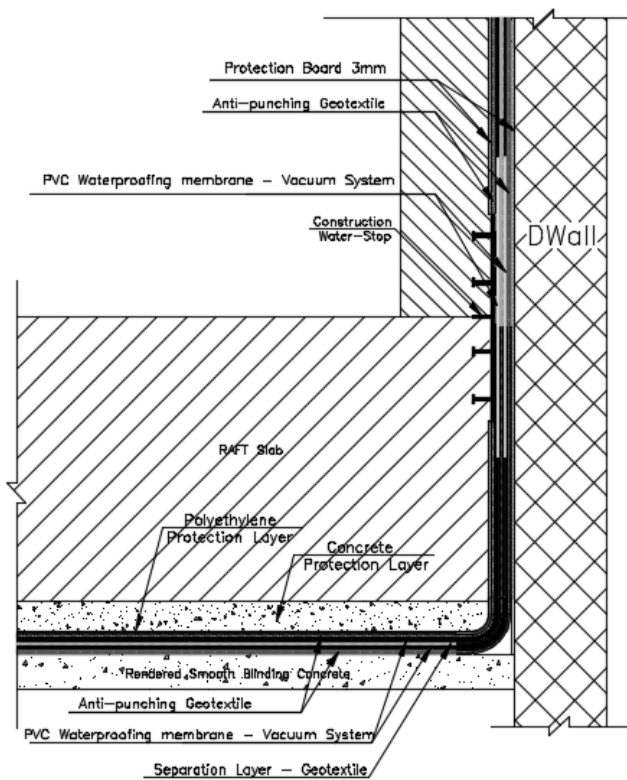 Protection Board 3mm
Anti-punching Geotextile
PVC Waterproofing membrane - Vacuum System
Construction
Water-Stop
DWall
RAFT Slab
Polyethylene
Protection Layer
Concrete
Protection Layer
Rendered Smooth Blinding Concrete
Anti-punching Geotextile
PVC Waterproofing membrane - Vacuum System
Separation Layer - Geotextile